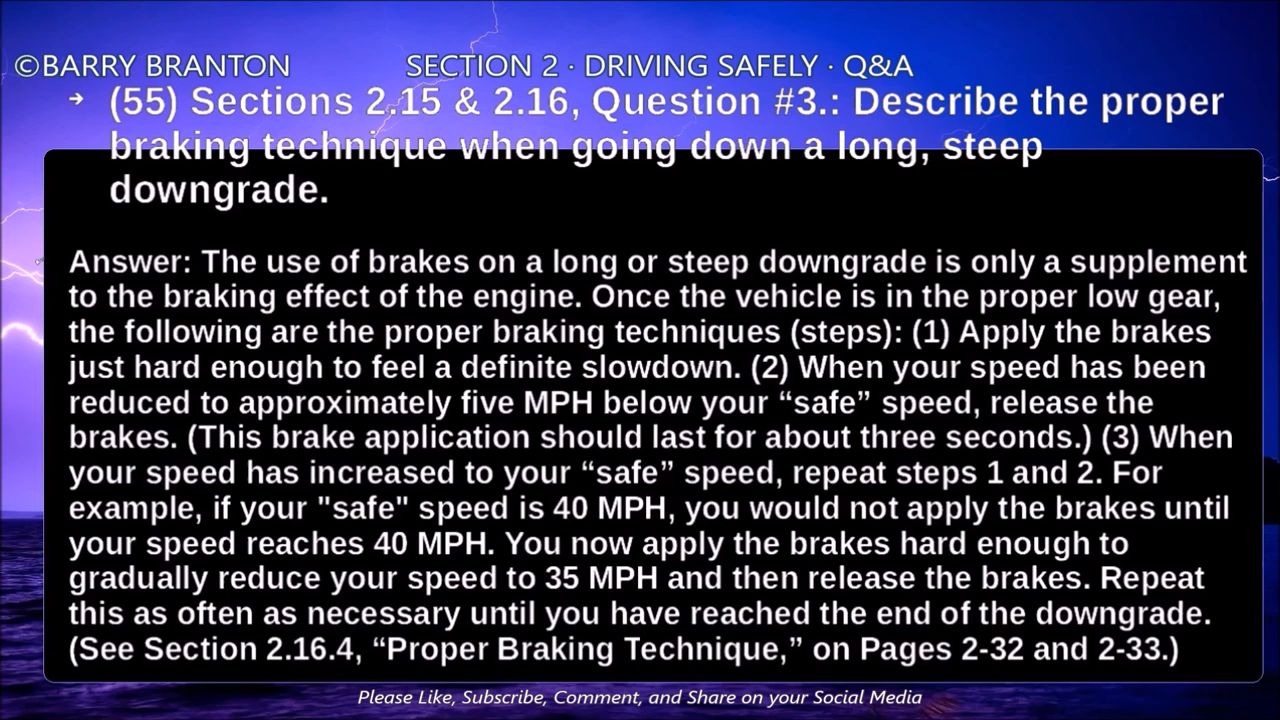 ©BARRY BRANTON
SECTION 2 · DRIVING SAFELY · Q&A
➔ (55) Sections 2.15 & 2.16, Question #3.: Describe the proper
braking technique when going down a long, steep
downgrade.
Answer: The use of brakes on a long or steep downgrade is only a supplement
to the braking effect of the engine. Once the vehicle is in the proper low gear,
the following are the proper braking techniques (steps): (1) Apply the brakes
just hard enough to feel a definite slowdown. (2) When your speed has been
reduced to approximately five MPH below your “safe” speed, release the
brakes. (This brake application should last for about three seconds.) (3) When
your speed has increased to your “safe” speed, repeat steps 1 and 2. For
example, if your "safe" speed is 40 MPH, you would not apply the brakes until
your speed reaches 40 MPH. You now apply the brakes hard enough to
gradually reduce your speed to 35 MPH and then release the brakes. Repeat
this as often as necessary until you have reached the end of the downgrade.
(See Section 2.16.4, “Proper Braking Technique,” on Pages 2-32 and 2-33.)
Please Like, Subscribe, Comment, and Share on your Social Media